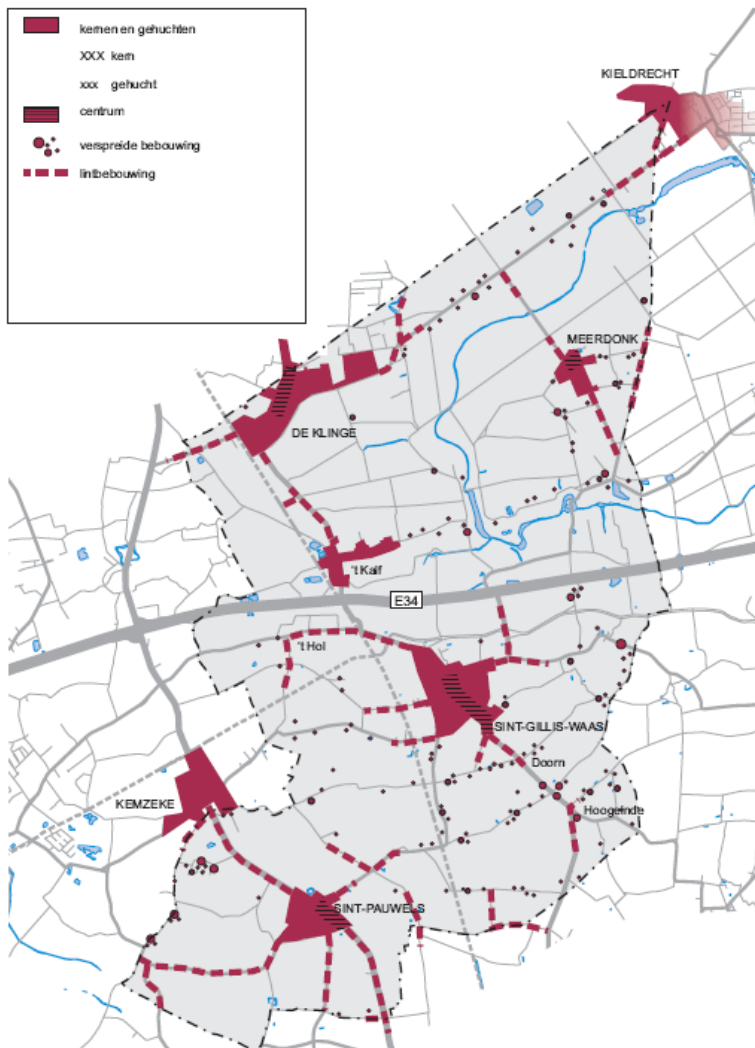 kernen en gehuchten
XXX kern
xxx gehucht
centrum
verspreide bebouwing
lintbebouwing
KIELDRECHT
MEERDONK
DE KLINGE
't Kalf
E34
't Hol
SINT-GILLIS-WAAS
Doorn
KEMZEKE
Hoogeinde
SINT-PAUWELS